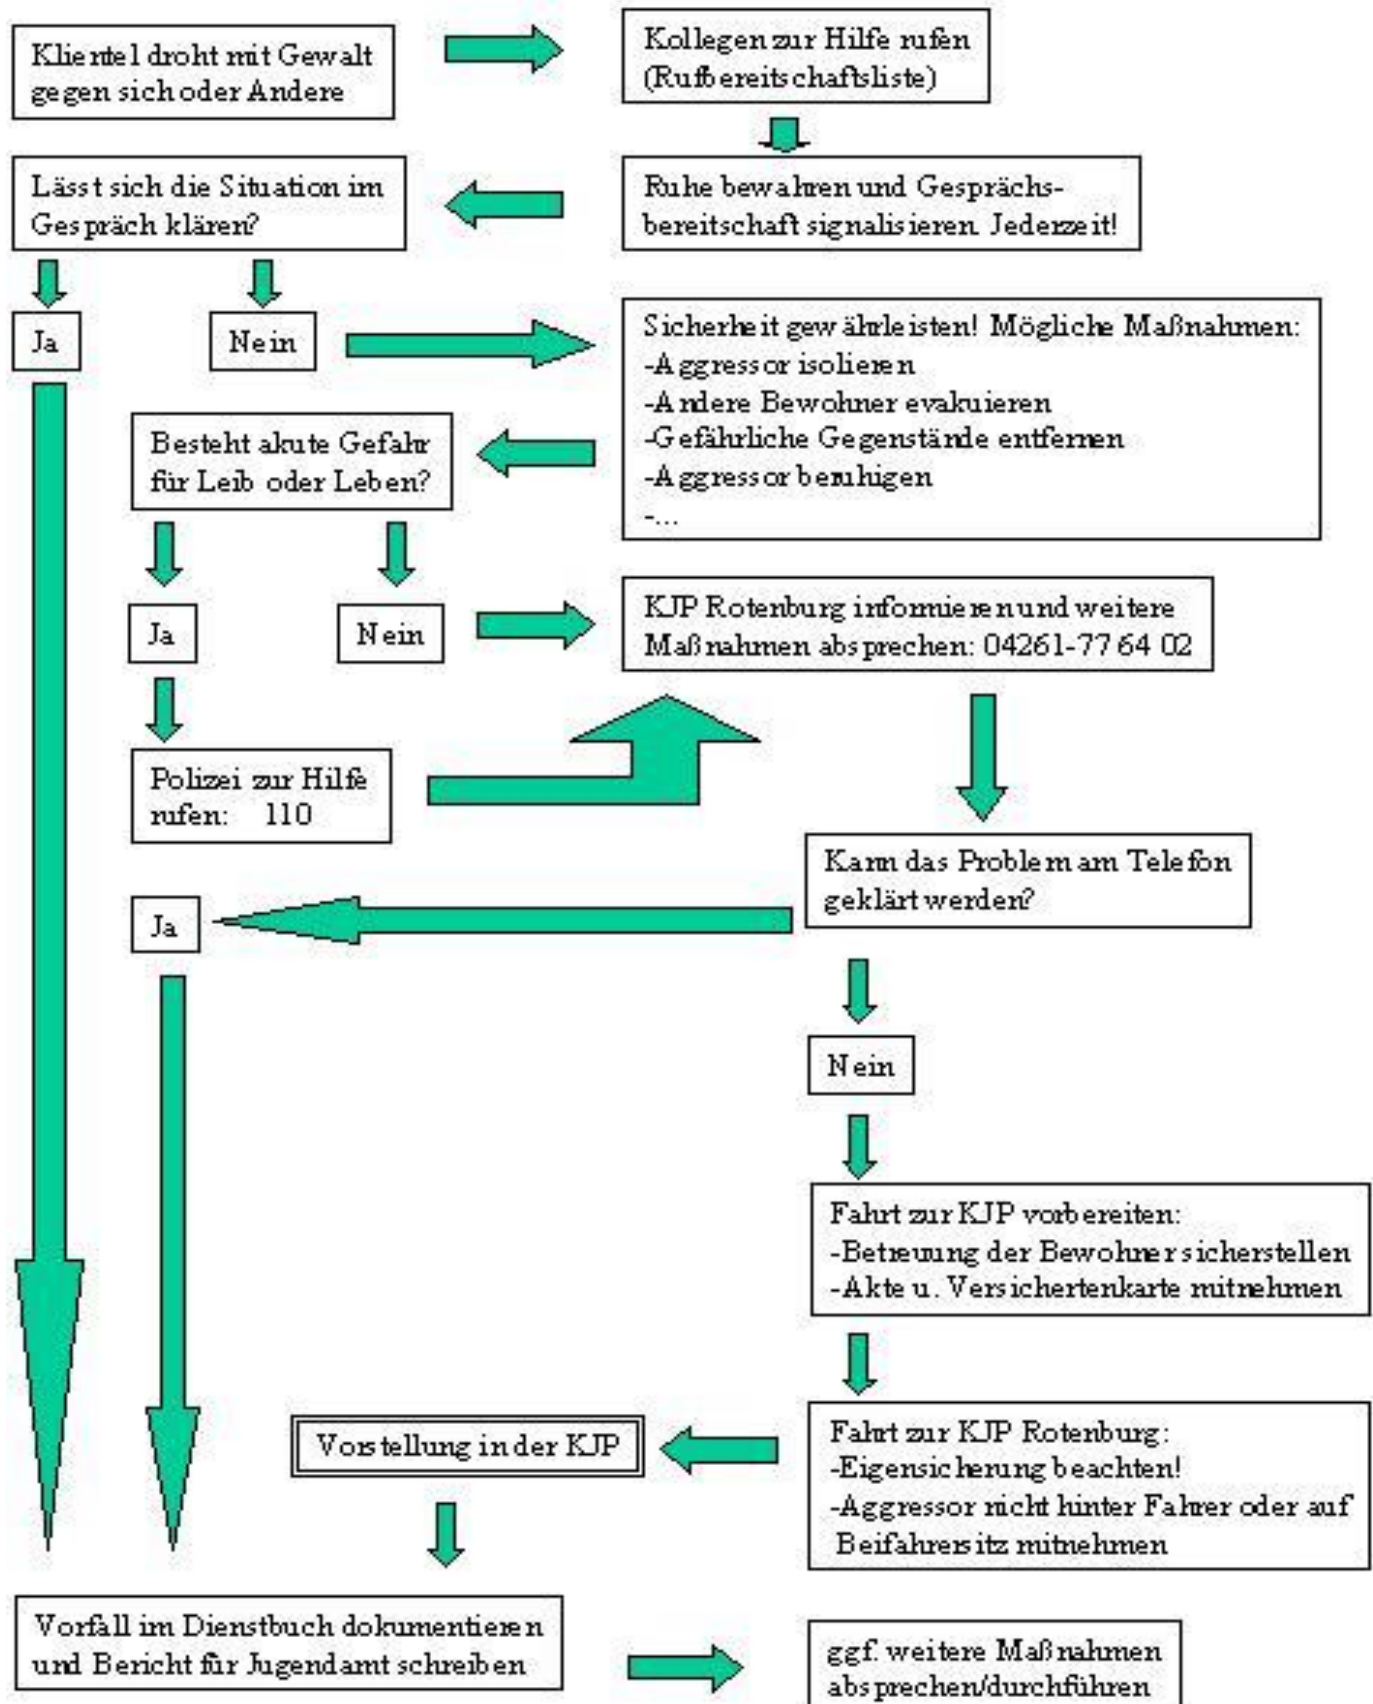 Klientel droht mit Gewalt
gegen sich oder Andere
Kollegen zur Hilfe rufen
(Rufbereitschaftsliste)
Ruhe bewahren und Gesprächs-
bereitschaft signalisieren. Jederzeit!
Lässt sich die Situation im
Gespräch klären?
Ja
Nein
Sicherheit gewährleisten! Mögliche Maßnahmen:
-Aggressor isolieren
-Andere Bewohner evakuieren
-Gefährliche Gegenstände entfernen
-Aggressor beruhigen
-...
Besteht akute Gefahr
für Leib oder Leben?
Ja
Nein
KJP Rotenburg informieren und weitere
Maßnahmen absprechen: 04261-77 64 02
Polizei zur Hilfe
rufen: 110
Kann das Problem am Telefon
geklärt werden?
Ja
Nein
Fahrt zur KJP vorbereiten:
-Betreuung der Bewohner sicherstellen
-Akte u. Versichertenkarte mitnehmen
Fahrt zur KJP Rotenburg:
-Eigensicherung beachten!
-Aggressor nicht hinter Fahrer oder auf
Beifahrersitz mitnehmen
Vorstellung in der KJP
Vorfall im Dienstbuch dokumentieren
und Bericht für Jugendamt schreiben
ggf. weitere Maßnahmen
absprechen/durchführen